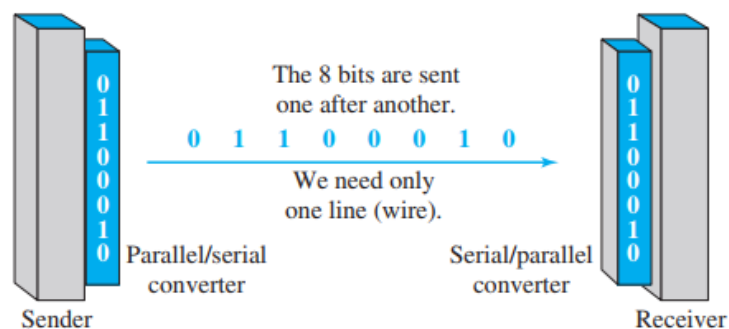 The 8 bits are sent
one after another.
0 1 1 0 0 0 1 0
We need only
one line (wire).
0
1
1
0
0
0
1
0
Parallel/serial
converter
Sender
0
1
1
0
0
0
1
0
Serial/parallel
converter
Receiver